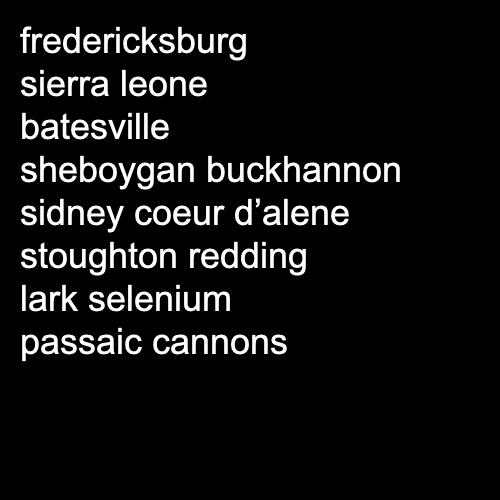 fredericksburg
sierra leone
batesville
sheboygan buckhannon
sidney coeur d’alene
stoughton redding
lark selenium
passaic cannons